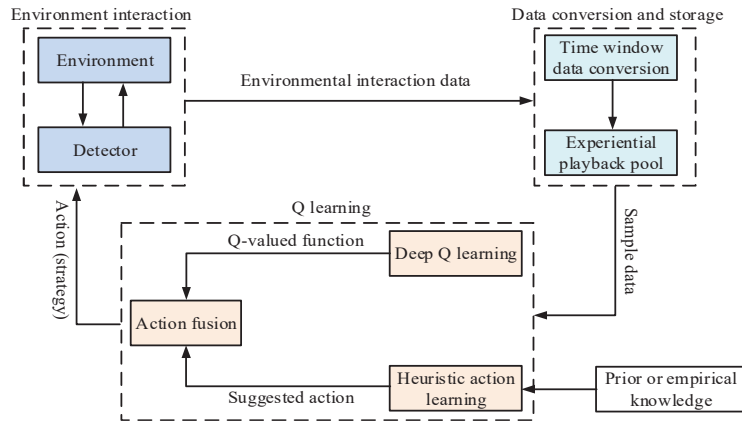 Environment interaction
Environment
Detector
Environmental interaction data
Data conversion and storage
Time window
data conversion
Experiential
playback pool
Action (strategy)
Sample data
Q learning
Q-valued function
Deep Q learning
Action fusion
Suggested action
Heuristic action
learning
Prior or empirical
knowledge